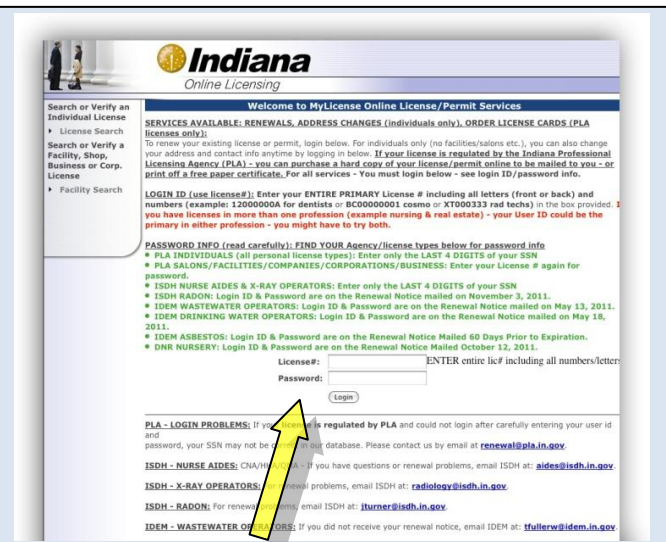 Indiana
Online Licensing
Search or Verify an
Individual License
License Search
Search or Verify a
Facility, Shop,
Business or Corp.
License
Facility Search
Welcome to MyLicense Online License/Permit Services
SERVICES AVAILABLE: RENEWALS, ADDRESS CHANGES (individuals only), ORDER LICENSE CARDS (PLA
licenses only):
To renew your existing license or permit, login below. For individuals only (no facilities/salons etc.), you can also change
your address and contact info anytime by logging in below. If your license is regulated by the Indiana Professional
Licensing Agency (PLA) - you can purchase a hard copy of your license/permit online to be mailed to you - or
print off a free paper certificate. For all services - You must login below - see login ID/password info.
LOGIN ID (use license#): Enter your ENTIRE PRIMARY License # including all letters (front or back) and
numbers (example: 12000000A for dentists or BC00000001 cosmo or XT000333 rad techs) in the box provided. I
you have licenses in more than one profession (example nursing & real estate) - your User ID could be the
primary in either profession - you might have to try both.
PASSWORD INFO (read carefully): FIND YOUR Agency/license types below for password info
• PLA INDIVIDUALS (all personal license types): Enter only the LAST 4 DIGITS of your SSN
• PLA SALONS/FACILITIES/COMPANIES/CORPORATIONS/BUSINESS: Enter your License # again for
password.
• ISDH NURSE AIDES & X-RAY OPERATORS: Enter only the LAST 4 DIGITS of your SSN
• ISDH RADON: Login ID & Password are on the Renewal Notice mailed on November 3, 2011.
• IDEM WASTEWATER OPERATORS: Login ID & Password are on the Renewal Notice mailed on May 13, 2011.
• IDEM DRINKING WATER OPERATORS: Login ID & Password are on the Renewal Notice mailed on May 18,
2011.
• IDEM ASBESTOS: Login ID & Password are on the Renewal Notice Mailed 60 Days Prior to Expiration.
• DNR NURSERY: Login ID & Password are on the Renewal Notice Mailed October 12, 2011.
License#: ENTER entire lic# including all numbers/letters
Password:
Login
PLA - LOGIN PROBLEMS: If your license is regulated by PLA and could not login after carefully entering your user id
and
password, your SSN may not be in our database. Please contact us by email at renewal@pla.in.gov.
ISDH - NURSE AIDES: If you have questions or renewal problems, email ISDH at: aides@isdh.in.gov.
ISDH - X-RAY OPERATORS: For renewal problems, email ISDH at: radiology@isdh.in.gov.
ISDH - RADON: For renewal problems, email ISDH at: jturner@isdh.in.gov.
IDEM - WASTEWATER OPERATORS: If you did not receive your renewal notice, email IDEM at: tfullerw@idem.in.gov.